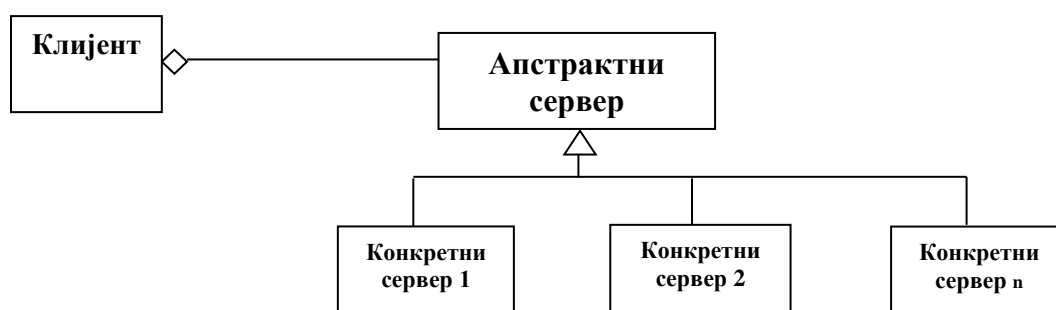 Клијент
Апстрактни
сервер
Конкретни
сервер 1
Конкретни
сервер 2
Конкретни
сервер n